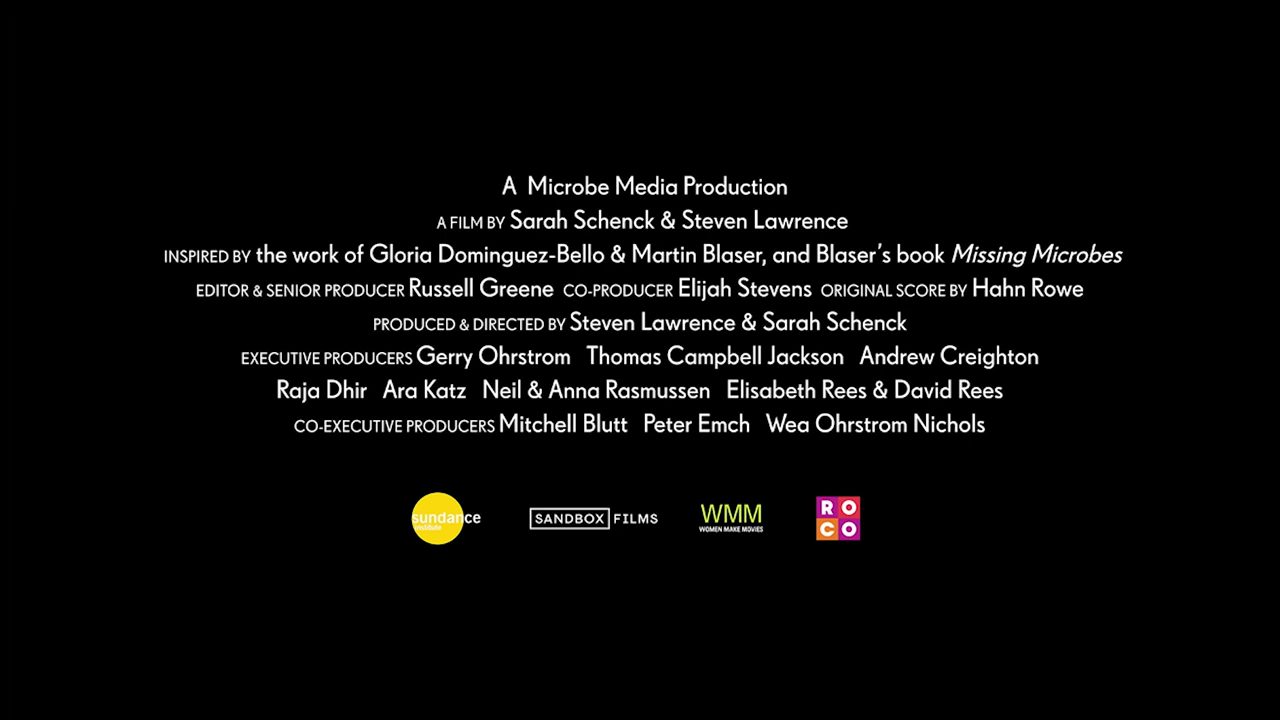 A Microbe Media Production
A FILM BY Sarah Schenck & Steven Lawrence
INSPIRED BY the work of Gloria Dominguez-Bello & Martin Blaser, and Blaser's book Missing Microbes
EDITOR & SENIOR PRODUCER Russell Greene CO-PRODUCER Elijah Stevens ORIGINAL SCORE BY Hahn Rowe
PRODUCED & DIRECTED BY Steven Lawrence & Sarah Schenck
EXECUTIVE PRODUCERS Gerry Ohrstrom Thomas Campbell Jackson Andrew Creighton
Raja Dhir Ara Katz Neil & Anna Rasmussen Elisabeth Rees & David Rees
CO-EXECUTIVE PRODUCERS Mitchell Blutt Peter Emch Wea Ohrstrom Nichols
sundance
institute
SANDBOX FILMS
WMM
WOMEN MAKE MOVIES
RO
CO